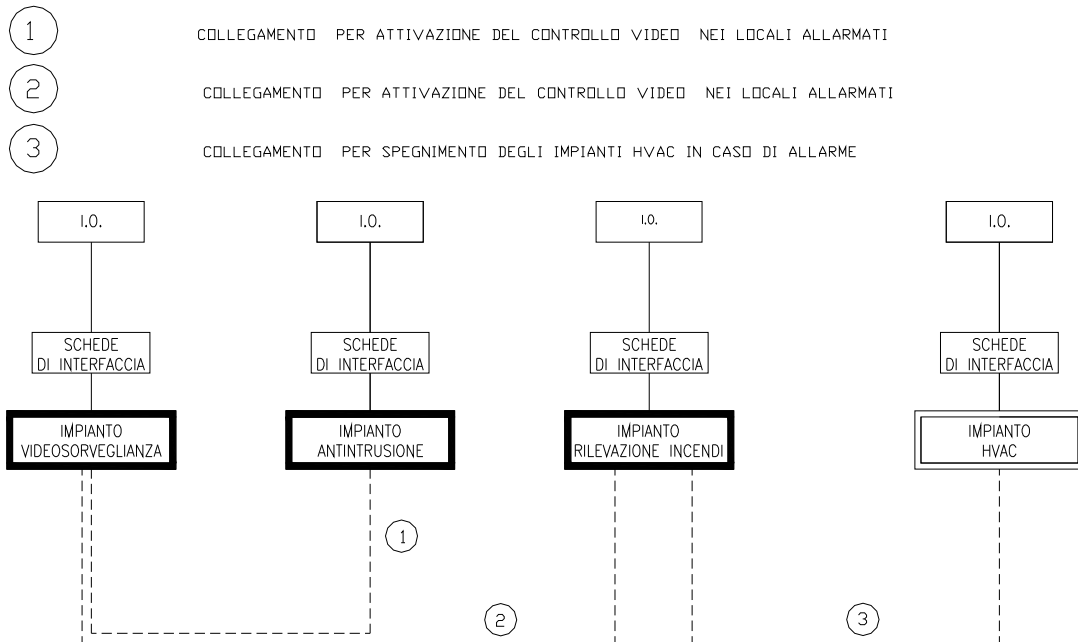 1 COLLEGAMENTO PER ATTIVAZIONE DEL CONTROLLO VIDEO NEI LOCALI ALLARMATI
2 COLLEGAMENTO PER ATTIVAZIONE DEL CONTROLLO VIDEO NEI LOCALI ALLARMATI
3 COLLEGAMENTO PER SPEGNIMENTO DEGLI IMPIANTI HVAC IN CASO DI ALLARME
I.O. I.O. I.O. I.O.
SCHEDE
DI INTERFACCIA
SCHEDE
DI INTERFACCIA
SCHEDE
DI INTERFACCIA
SCHEDE
DI INTERFACCIA
IMPIANTO
VIDEOSORVEGLIANZA
IMPIANTO
ANTINTRUSIONE
IMPIANTO
RILEVAZIONE INCENDI
IMPIANTO
HVAC
1
2
3